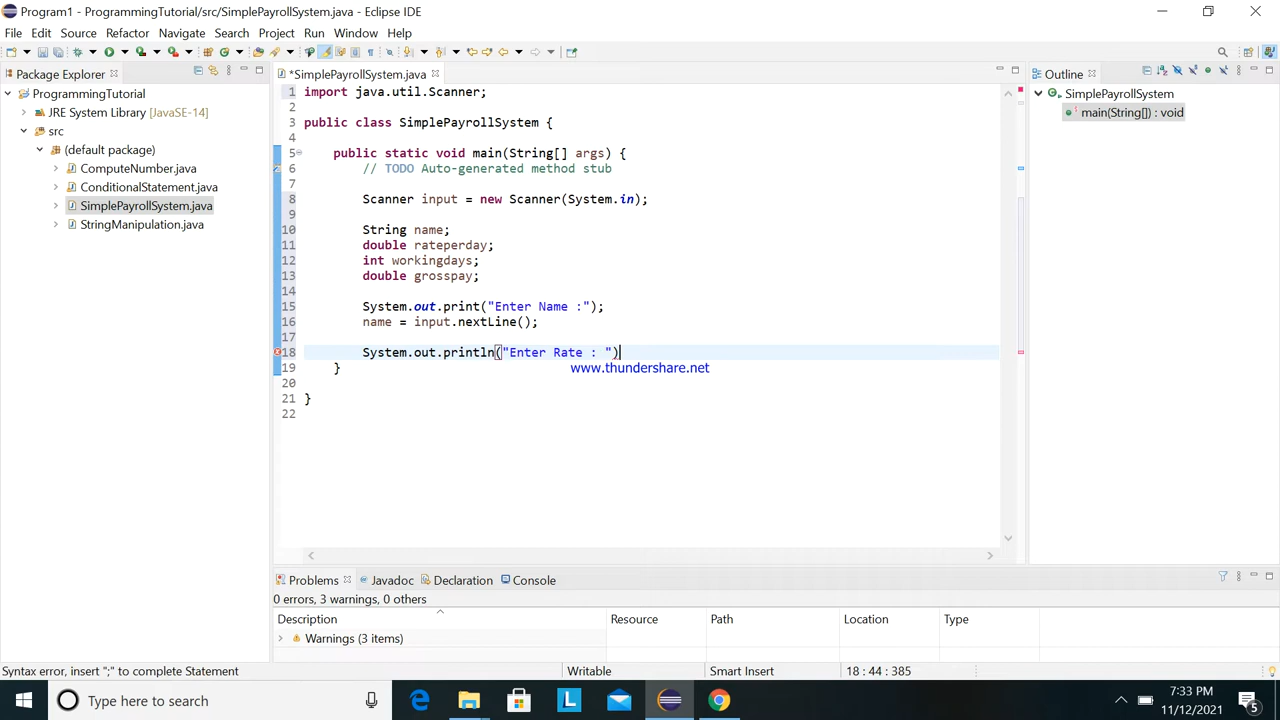 Program1 - ProgrammingTutorial/src/SimplePayrollSystem.java - Eclipse IDE
File Edit Source Refactor Navigate Search Project Run Window Help
Package Explorer
ProgrammingTutorial
JRE System Library [JavaSE-14]
src
(default package)
ComputeNumber.java
ConditionalStatement.java
SimplePayrollSystem.java
StringManipulation.java
*SimplePayrollSystem.java
1 import java.util.Scanner;
2
3 public class SimplePayrollSystem {
4
5 public static void main(String[] args) {
6 // TODO Auto-generated method stub
7
8 Scanner input = new Scanner(System.in);
9
10 String name;
11 double rateperday;
12 int workingdays;
13 double grosspay;
14
15 System.out.print("Enter Name :");
16 name = input.nextLine();
17
18 System.out.println("Enter Rate : ")
19 }
20
21 }
22
www.thundershare.net
Outline
SimplePayrollSystem
main(String[]) : void
Problems Javadoc Declaration Console
0 errors, 3 warnings, 0 others
Description Resource Path Location Type
Warnings (3 items)
Syntax error, insert ";" to complete Statement Writable Smart Insert 18 : 44 : 385
Type here to search
7:33 PM
11/12/2021
5